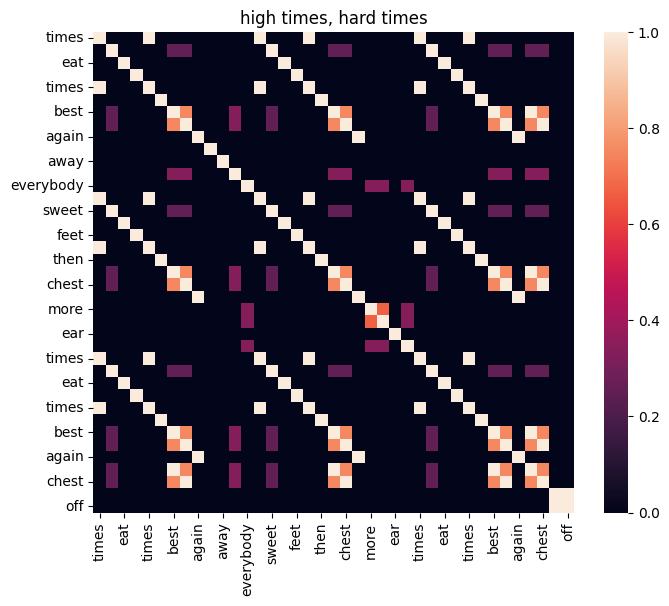 high times, hard times
times
eat
times
best
again
away
everybody
sweet
feet
then
chest
more
ear
times
eat
times
best
again
chest
off
1.0
0.8
0.6
0.4
0.2
0.0
times
eat
times
best
again
away
everybody
sweet
feet
then
chest
more
ear
times
eat
times
best
again
chest
off